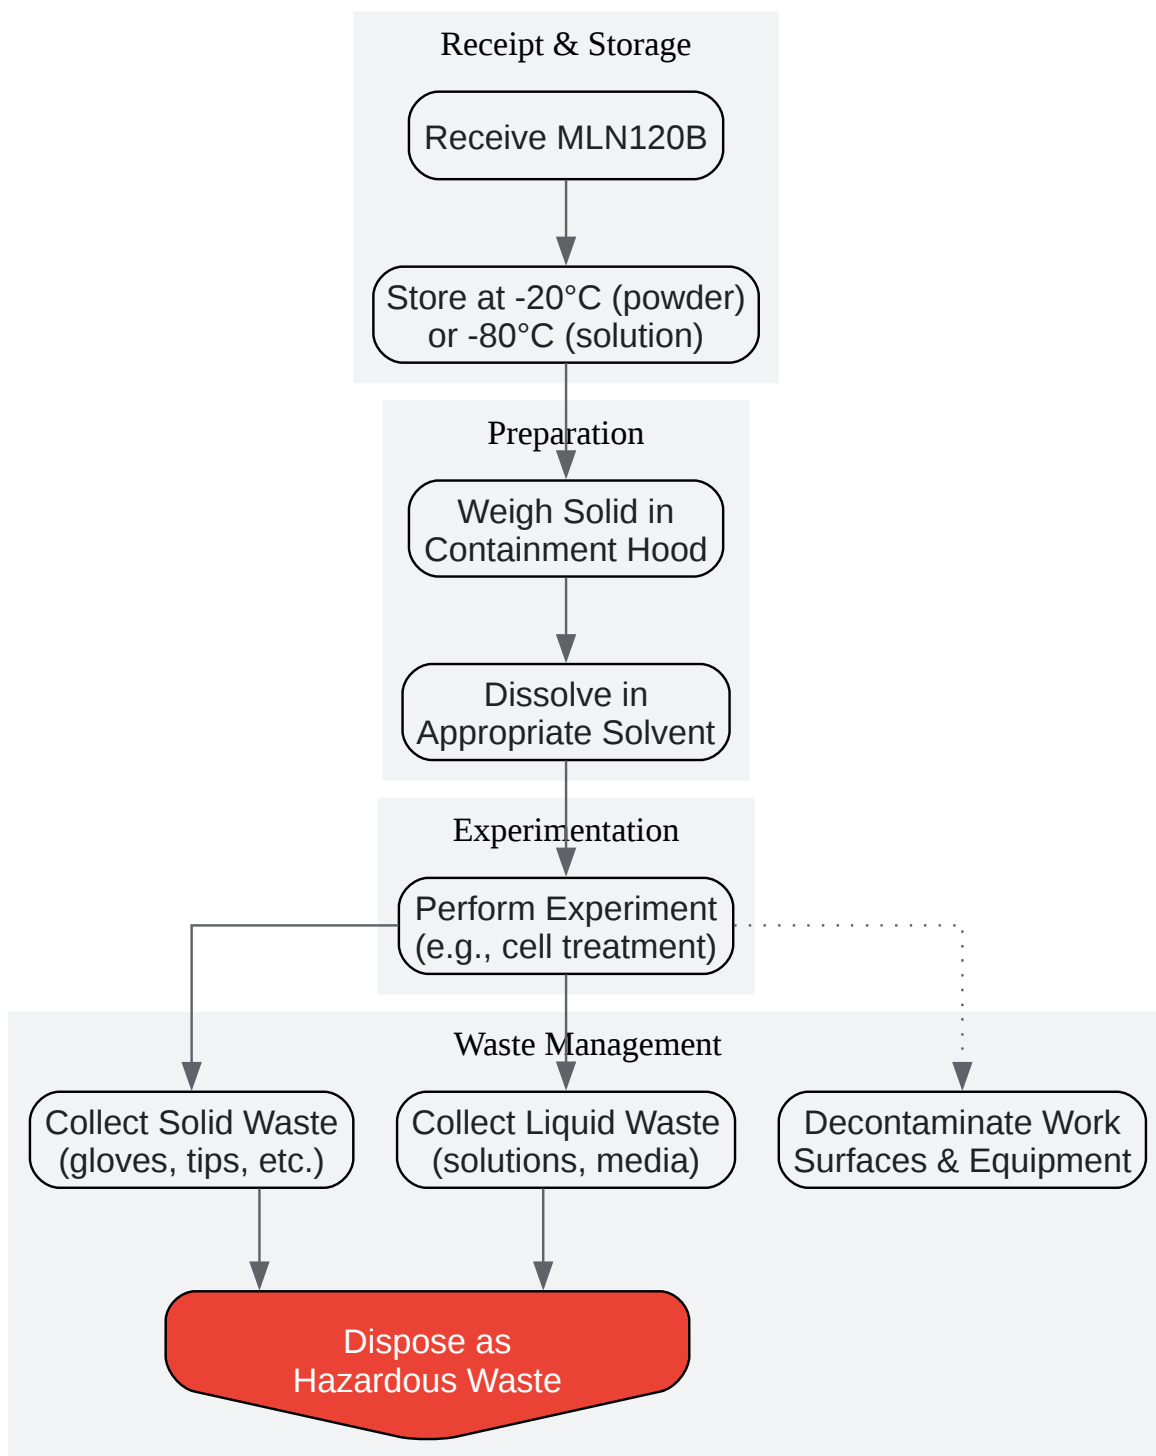 Receipt & Storage
Receive MLN120B
Store at -20°C (powder)
or -80°C (solution)
Preparation
Weigh Solid in
Containment Hood
Dissolve in
Appropriate Solvent
Experimentation
Perform Experiment
(e.g., cell treatment)
Waste Management
Collect Solid Waste
(gloves, tips, etc.)
Collect Liquid Waste
(solutions, media)
Decontaminate Work
Surfaces & Equipment
Dispose as
Hazardous Waste